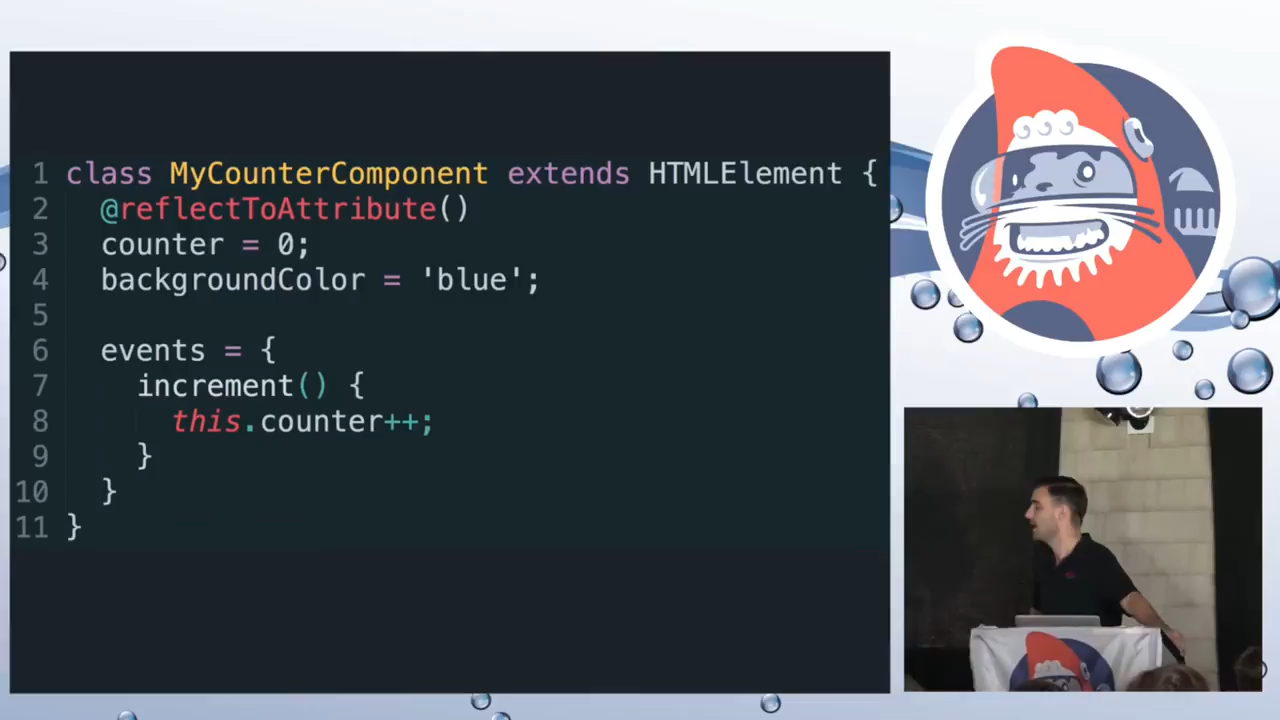 1 class MyCounterComponent extends HTMLElement {
2   @reflectToAttribute()
3   counter = 0;
4   backgroundColor = 'blue';
5
6   events = {
7     increment() {
8       this.counter++;
9     }
10   }
11 }